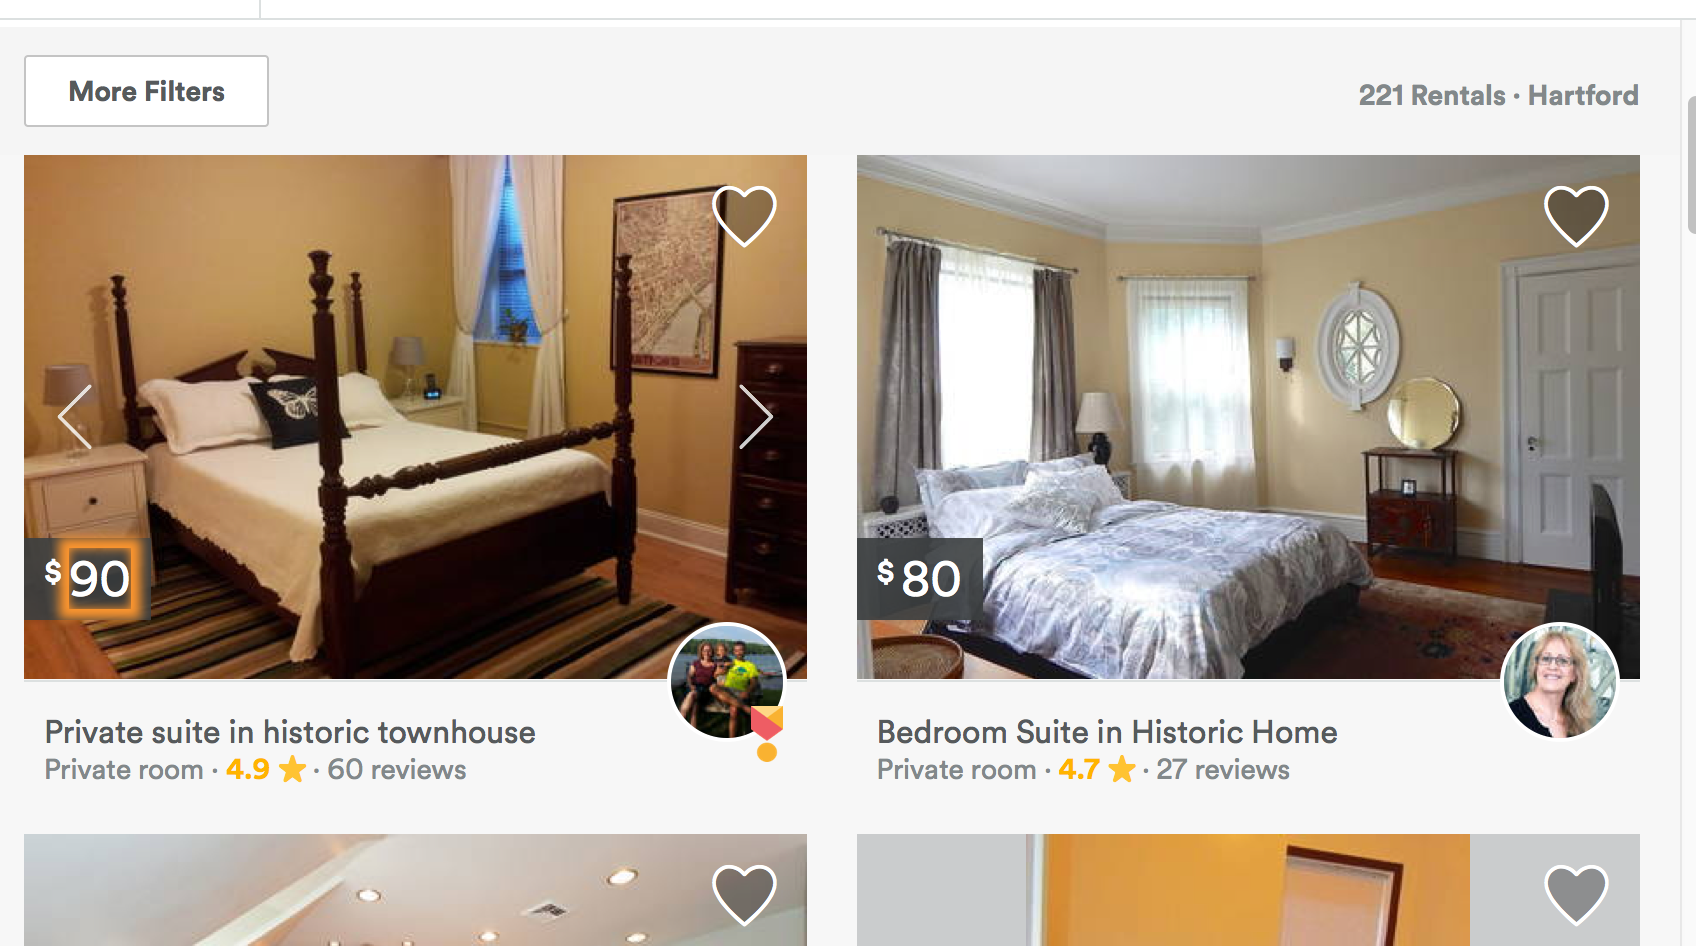 More Filters
221 Rentals · Hartford
$90
$80
Private suite in historic townhouse
Private room · 4.9 ★ · 60 reviews
Bedroom Suite in Historic Home
Private room · 4.7 ★ · 27 reviews